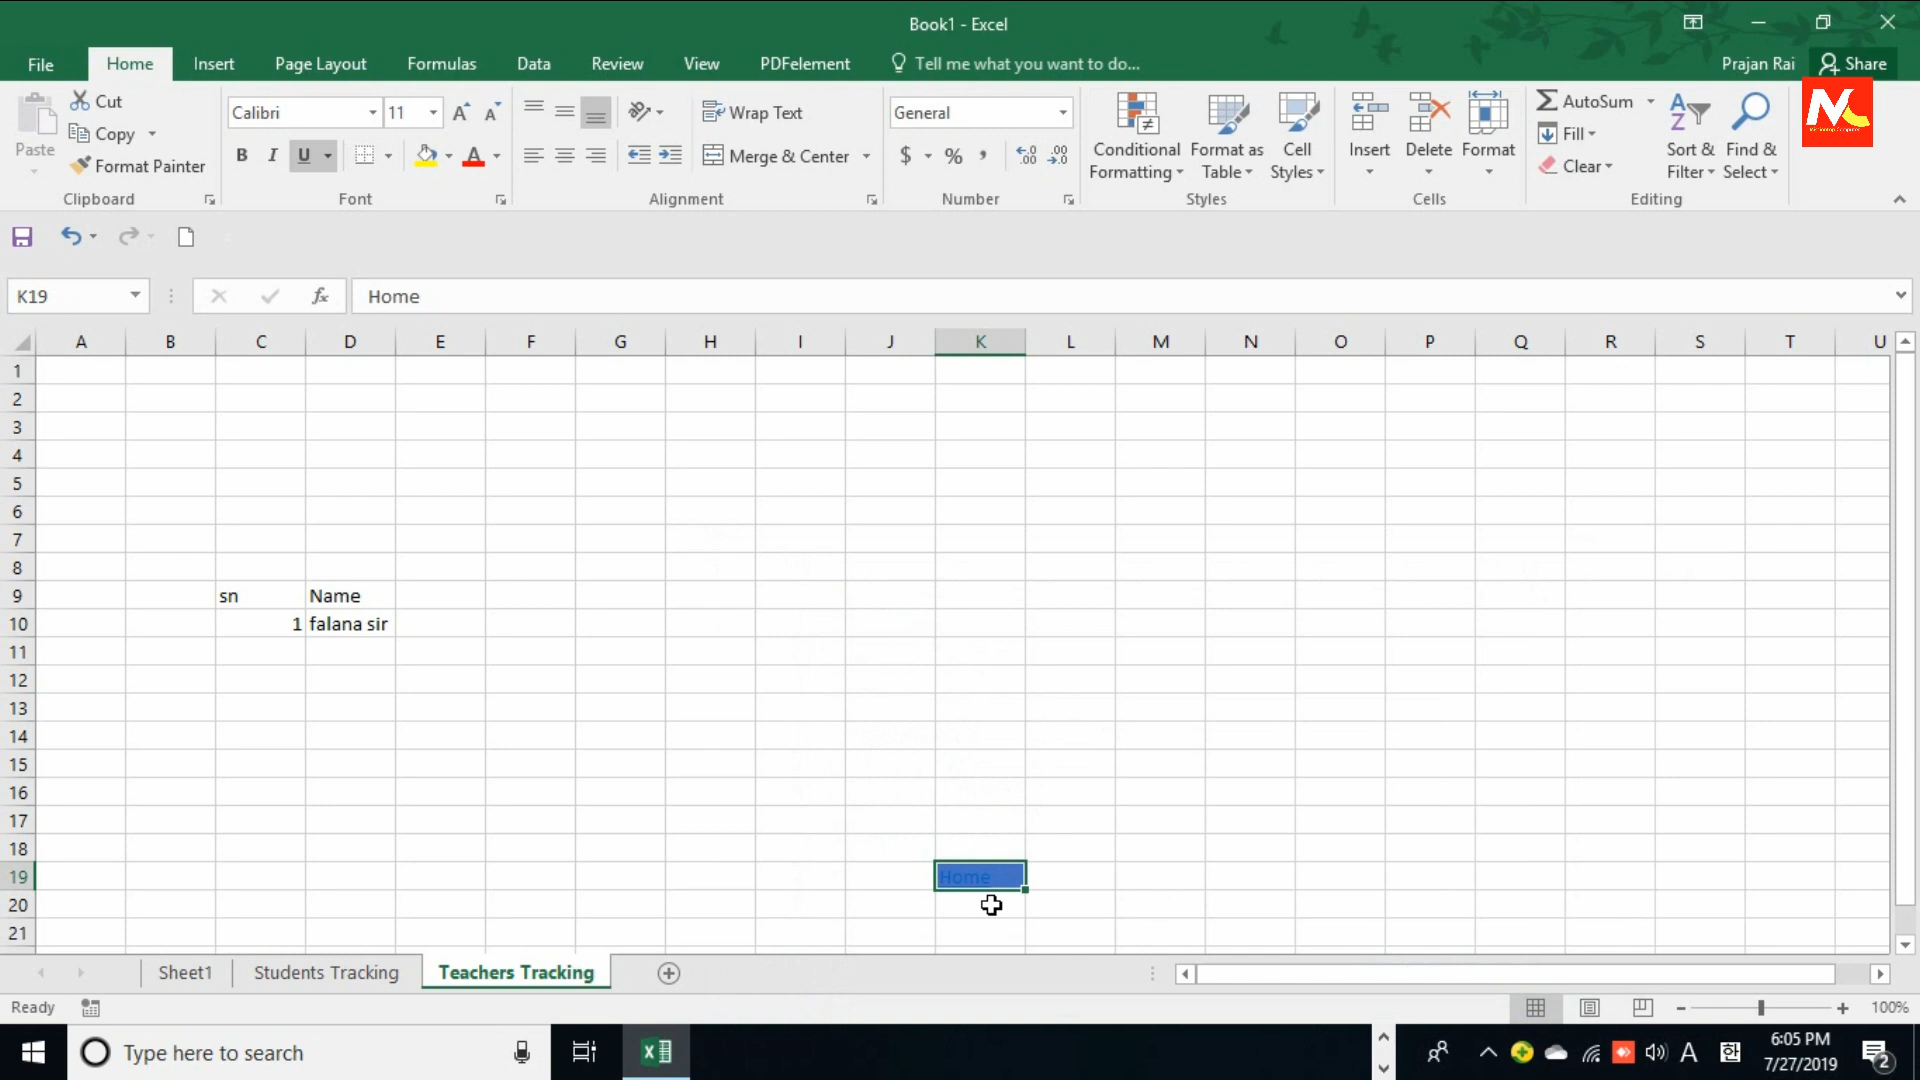 Book1 - Excel
File Home Insert Page Layout Formulas Data Review View PDFelement Tell me what you want to do... Prajan Rai Share
Cut
Copy
Format Painter
Paste
Clipboard
Calibri 11
B I U
Font
Wrap Text
Merge & Center
Alignment
General
$ % ,
Number
Conditional Formatting
Format as Table
Cell Styles
Styles
Insert
Delete
Format
Cells
AutoSum
Fill
Clear
Sort & Filter
Find & Select
Editing
K19 fx Home
A B C D E F G H I J K L M N O P Q R S T U
1
2
3
4
5
6
7
8
9 sn Name
10 1 falana sir
11
12
13
14
15
16
17
18
19 Home
20
21
Sheet1 Students Tracking Teachers Tracking
Ready 100%
Type here to search
A 한 6:05 PM
7/27/2019
2